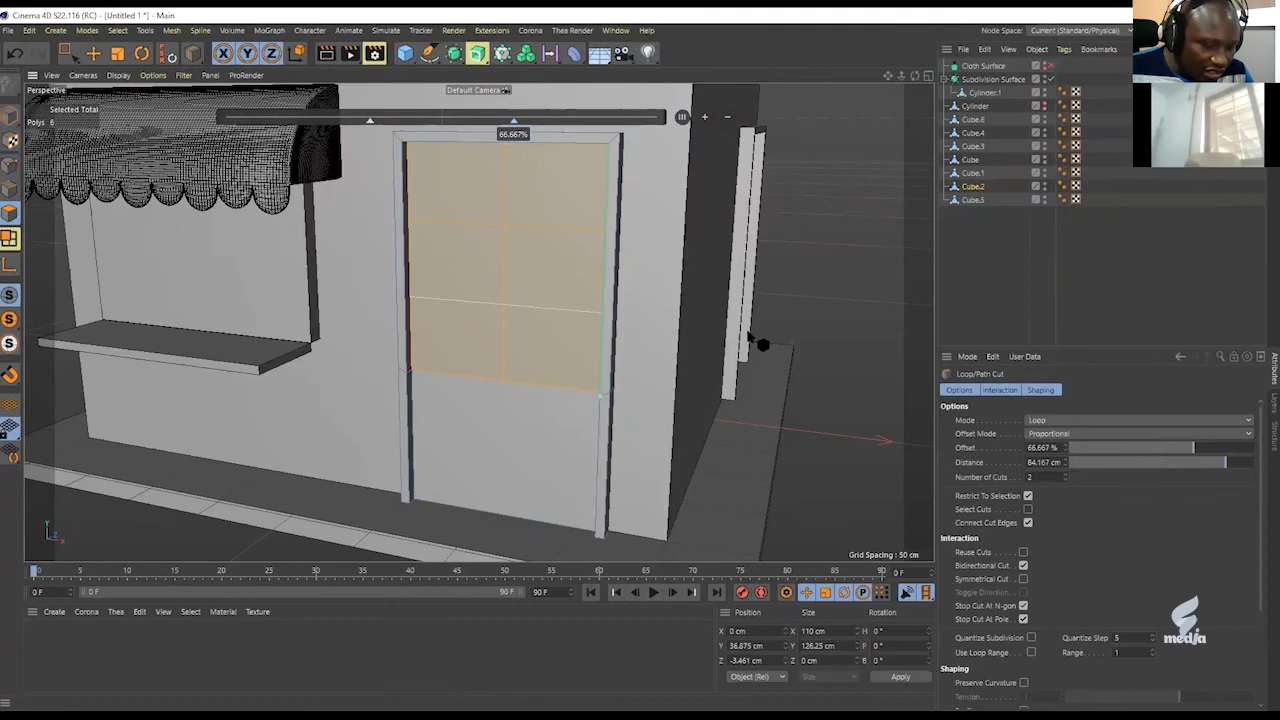 Cinema 4D S22.116 (RC) - [Untitled 1 *] - Main
File Edit Create Modes Select Tools Mesh Spline Volume MoGraph Character Animate Simulate Tracker Render Extensions Corona Thea Render Window Help
Node Space: Current (Standard/Physical)
File Edit View Object Tags Bookmarks
View Cameras Display Options Filter Panel ProRender
Perspective
Default Camera
Selected Total
Polys 6
66.667%
Cloth Surface
Subdivision Surface
Cylinder.1
Cylinder
Cube.6
Cube.4
Cube.3
Cube
Cube.1
Cube.2
Cube.5
Mode Edit User Data
Loop/Path Cut
Options Interaction Shaping
Options
Mode Loop
Offset Mode Proportional
Offset 66.667 %
Distance 84.167 cm
Number of Cuts 2
Restrict To Selection
Select Cuts
Connect Cut Edges
Interaction
Reuse Cuts
Bidirectional Cut
Symmetrical Cut
Toggle Direction
Stop Cut At N-gon
Stop Cut At Pole
Quantize Subdivision Quantize Step 5
Use Loop Range Range 1
Shaping
Preserve Curvature
Tension
Attributes
Layers
Structure
Grid Spacing : 50 cm
0 5 10 15 20 25 30 35 40 45 50 55 60 65 70 75 80 85 90 0 F
0 F 0 F 90 F 90 F
Create Corona Thea Edit View Select Material Texture
Position Size Rotation
X 0 cm X 110 cm H 0 °
Y 36.875 cm Y 126.25 cm P 0 °
Z -3.461 cm Z 0 cm B 0 °
Object (Rel) Size Apply
medja